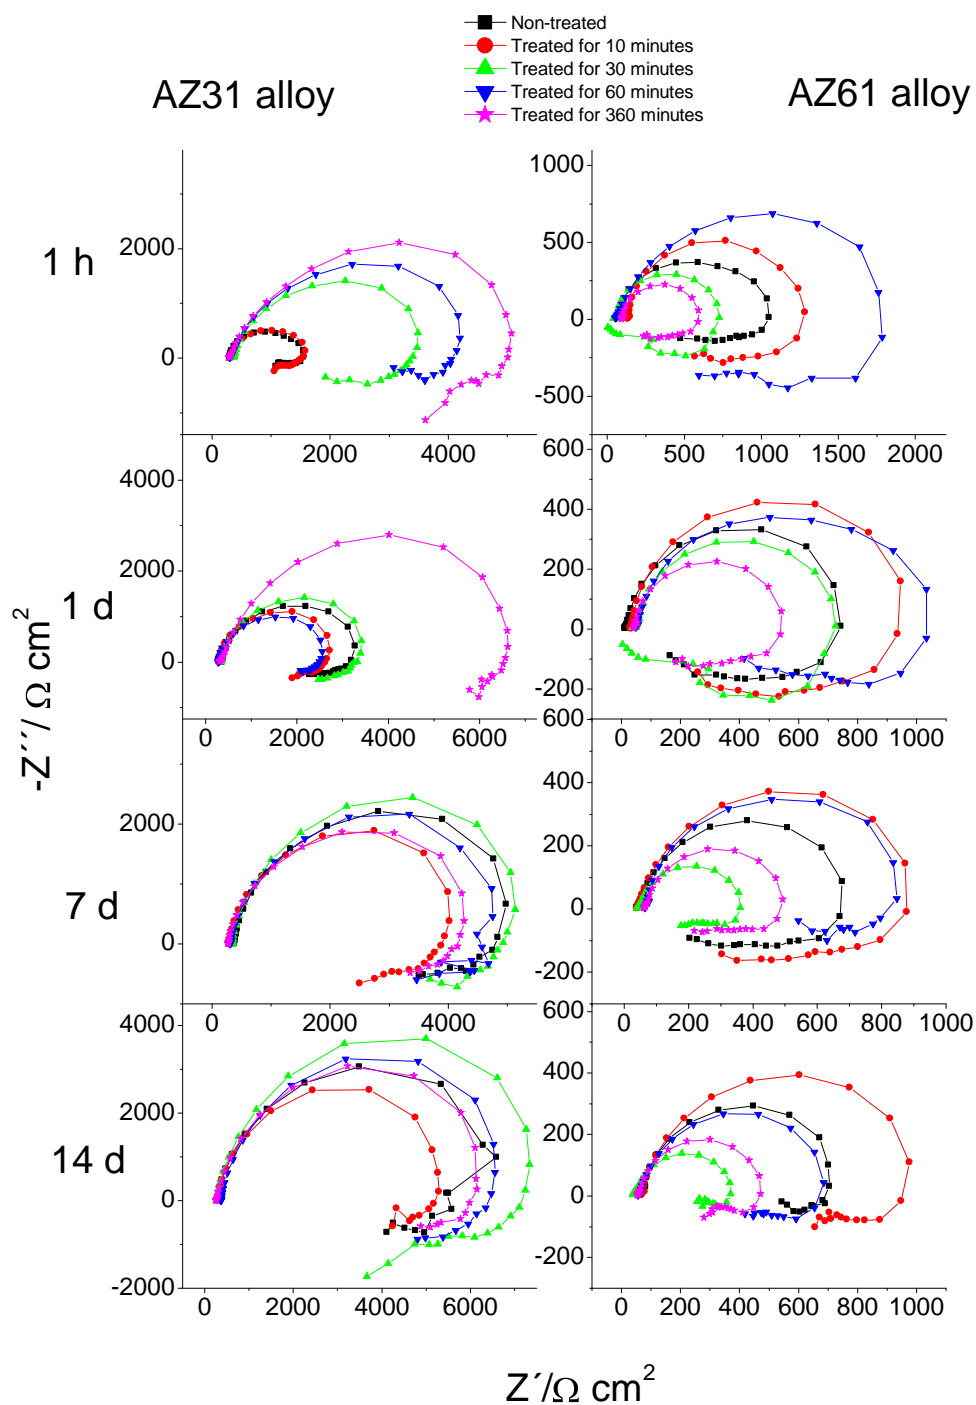 Non-treated
Treated for 10 minutes
Treated for 30 minutes
Treated for 60 minutes
Treated for 360 minutes
AZ31 alloy
AZ61 alloy
1 h
2000
0
0 2000 4000
1000
500
0
-500
500 1000 1500 2000
1 d
4000
2000
0
0 2000 4000 6000
600
400
200
0
-200
600
0 200 400 600 800 1000
7 d
2000
0
0 2000 4000
400
200
0
-200
600
0 200 400 600 800 1000
14 d
4000
2000
0
-2000
0 2000 4000 6000
400
200
0
-200
0 200 400 600 800 1000
-Z´´/Ω cm²
Z´/Ω cm²